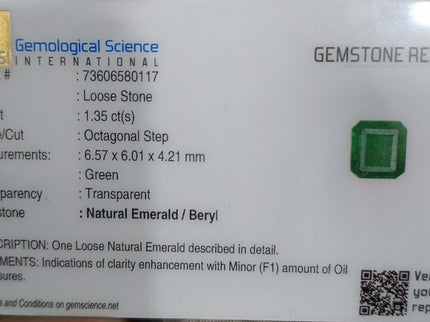 SI Gemological Science
INTERNATIONAL
GEMSTONE RE
#
: 73606580117
: Loose Stone
t : 1.35 ct(s)
e/Cut : Octagonal Step
urements: : 6.57 x 6.01 x 4.21 mm
: Green
parency : Transparent
stone : Natural Emerald / Beryl
CRIPTION: One Loose Natural Emerald described in detail.
MENTS: Indications of clarity enhancement with Minor (F1) amount of Oil
sures.
s and Conditions on gemscience.net
Ve
you
rep